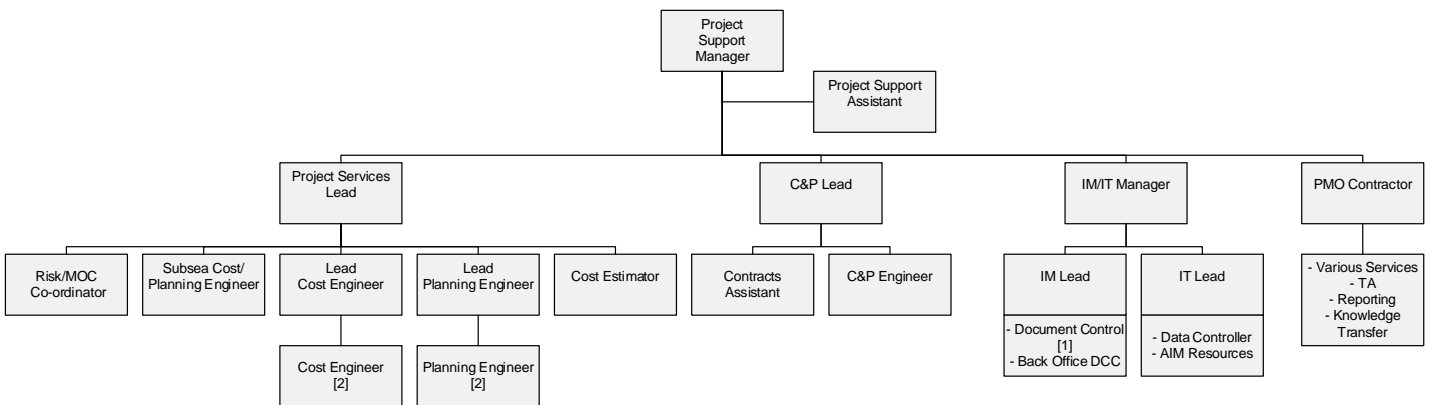 Project
Support
Manager
Project Support
Assistant
Project Services
Lead
C&P Lead
IM/IT Manager
PMO Contractor
Risk/MOC
Co-ordinator
Subsea Cost/
Planning Engineer
Lead
Cost Engineer
Lead
Planning Engineer
Cost Estimator
Contracts
Assistant
C&P Engineer
IM Lead
IT Lead
- Various Services
- TA
- Reporting
- Knowledge
Transfer
- Document Control
[1]
- Back Office DCC
- Data Controller
- AIM Resources
Cost Engineer
[2]
Planning Engineer
[2]